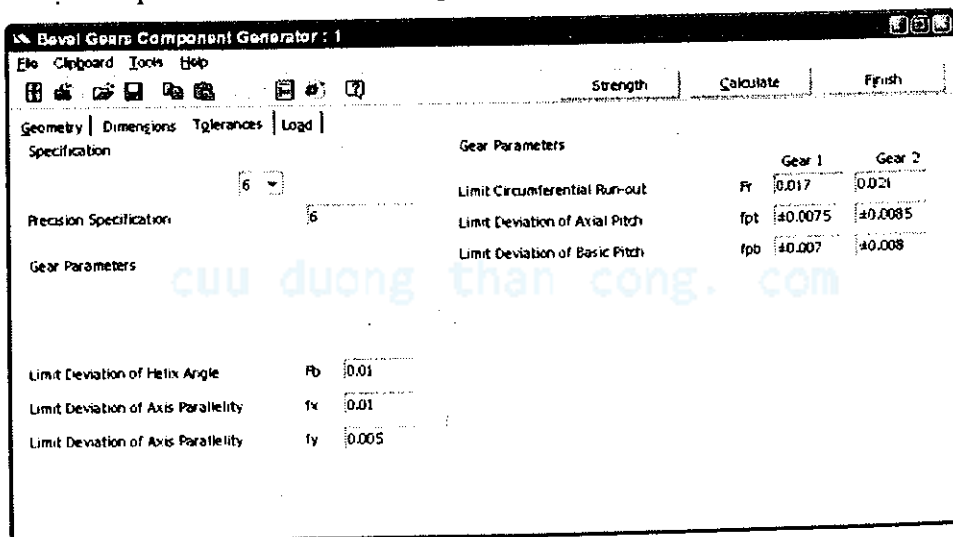 Bevel Gears Component Generator : 1
File Clipboard Tools Help
Strength Calculate Finish
Geometry Dimensions Tolerances Load
Specification
6
Precision Specification 6
Gear Parameters
Limit Deviation of Helix Angle Fb 0.01
Limit Deviation of Axis Parallelity fx 0.01
Limit Deviation of Axis Parallelity fy 0.005
Gear Parameters
Gear 1 Gear 2
Limit Circumferential Run-out Fr 0.017 0.021
Limit Deviation of Axial Pitch fpt ±0.0075 ±0.0085
Limit Deviation of Basic Pitch fpb ±0.007 ±0.008
cuu duong than cong. com